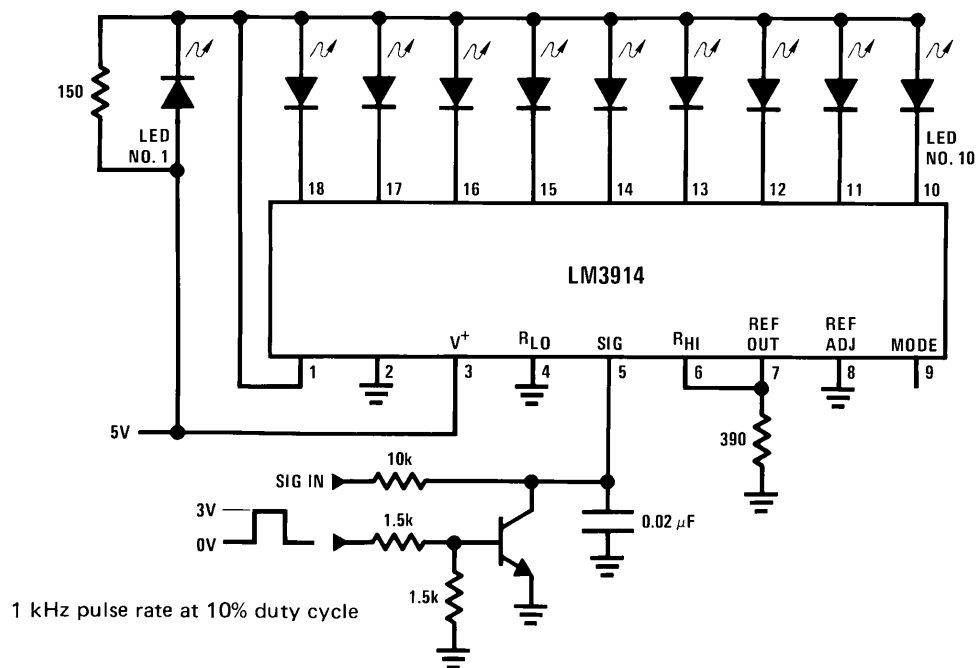 150
LED
NO. 1
LED
NO. 10
18
17
16
15
14
13
12
11
10
LM3914
V+
RLO
SIG
RHI
REF
OUT
REF
ADJ
MODE
1
2
3
4
5
6
7
8
9
5V
390
SIG IN
10k
3V
0V
1.5k
0.02 μF
1.5k
1 kHz pulse rate at 10% duty cycle